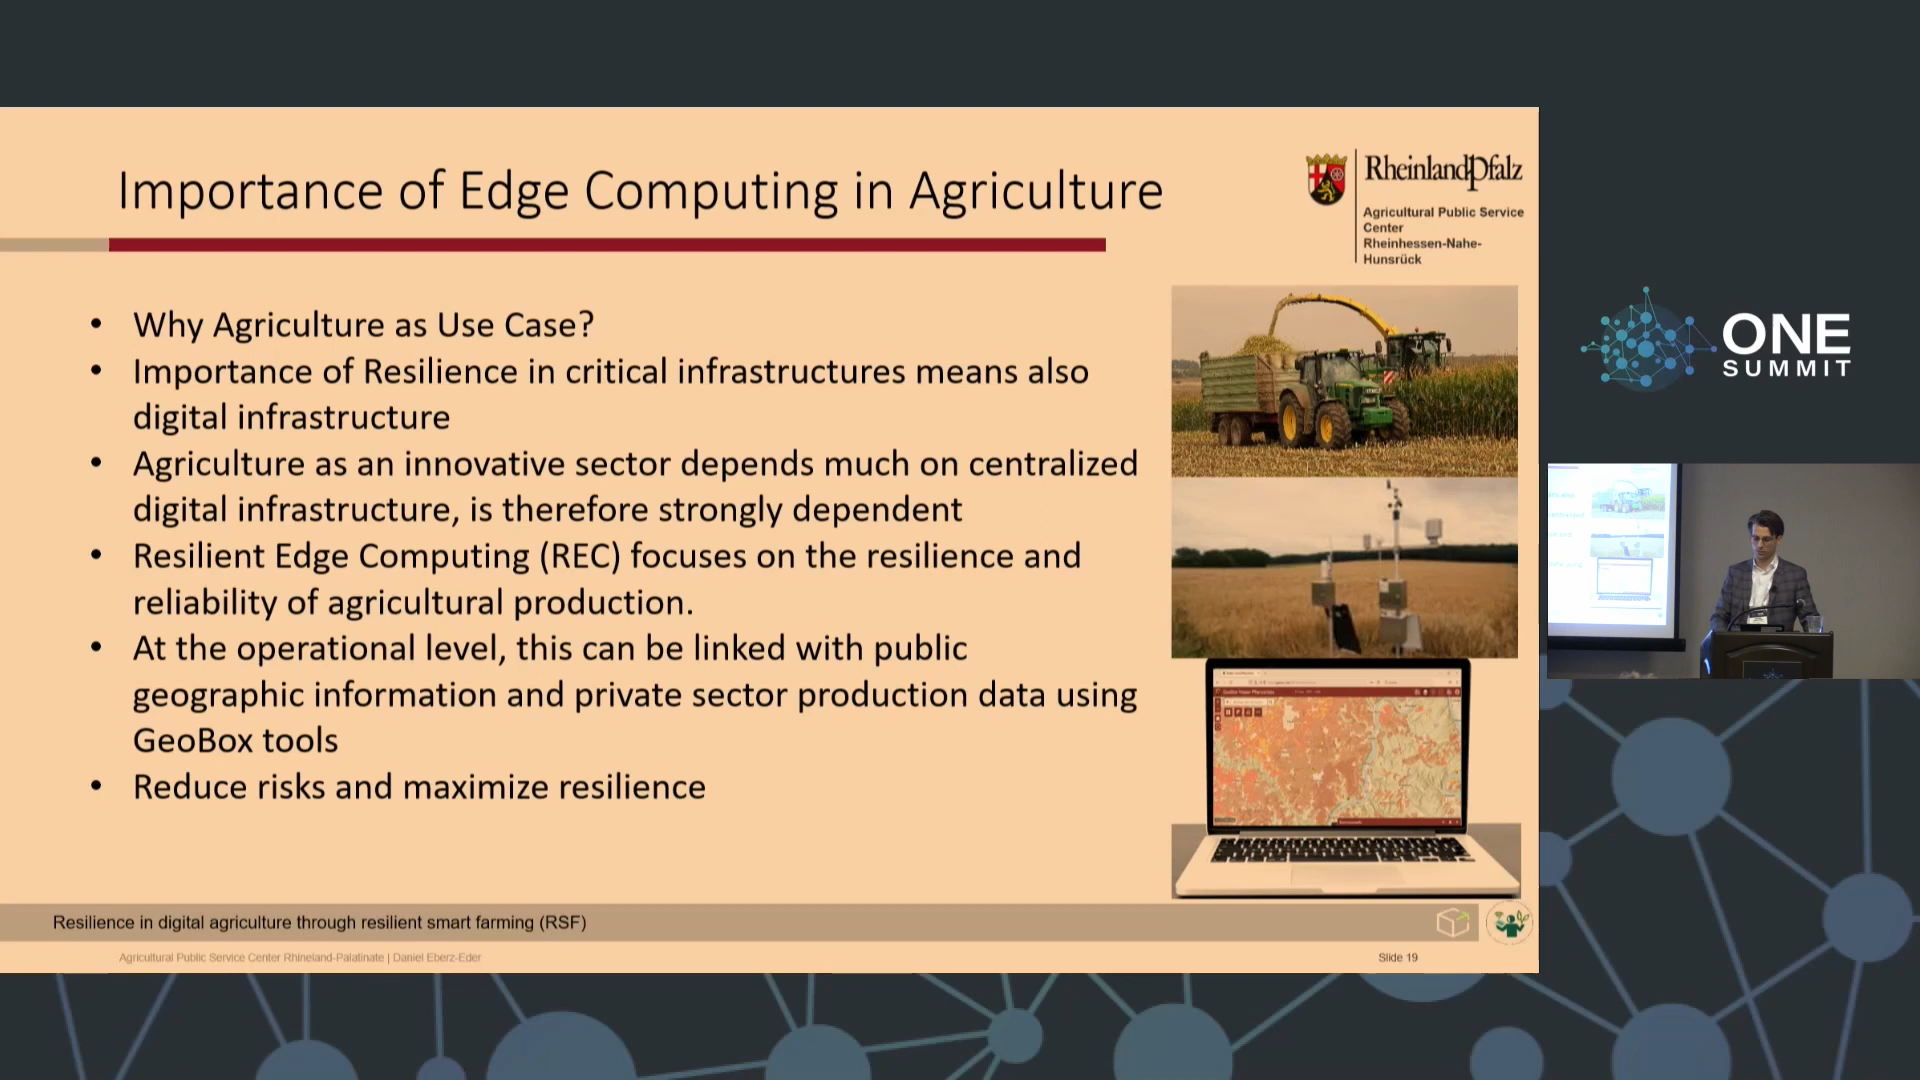 Importance of Edge Computing in Agriculture
RheinlandPfalz
Agricultural Public Service
Center
Rheinhessen-Nahe-
Hunsrück
• Why Agriculture as Use Case?
• Importance of Resilience in critical infrastructures means also
digital infrastructure
• Agriculture as an innovative sector depends much on centralized
digital infrastructure, is therefore strongly dependent
• Resilient Edge Computing (REC) focuses on the resilience and
reliability of agricultural production.
• At the operational level, this can be linked with public
geographic information and private sector production data using
GeoBox tools
• Reduce risks and maximize resilience
Resilience in digital agriculture through resilient smart farming (RSF)
Agricultural Public Service Center Rhineland-Palatinate | Daniel Eberz-Eder
Slide 19
ONE
SUMMIT